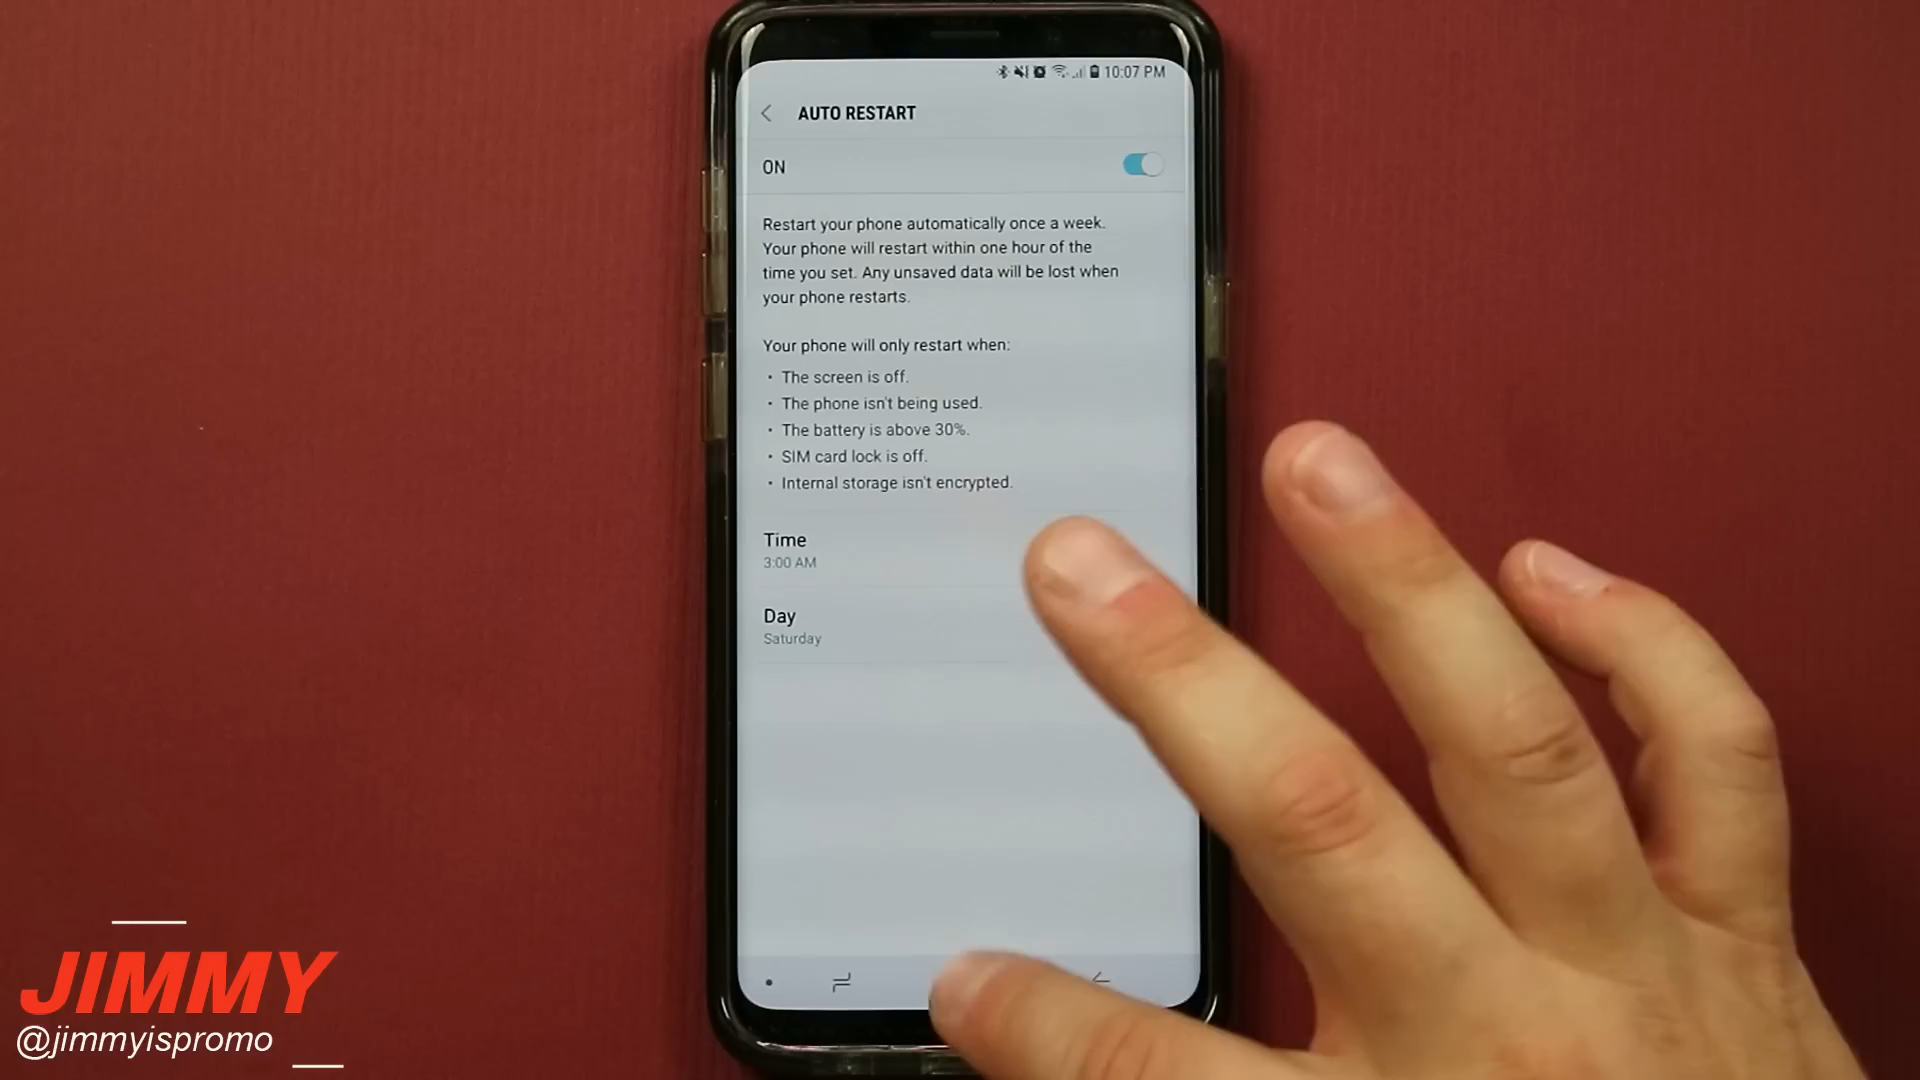 10:07 PM
AUTO RESTART
ON
Restart your phone automatically once a week.
Your phone will restart within one hour of the
time you set. Any unsaved data will be lost when
your phone restarts.
Your phone will only restart when:
• The screen is off.
• The phone isn't being used.
• The battery is above 30%.
• SIM card lock is off.
• Internal storage isn't encrypted.
Time
3:00 AM
Day
Saturday
JIMMY
@jimmyispromo